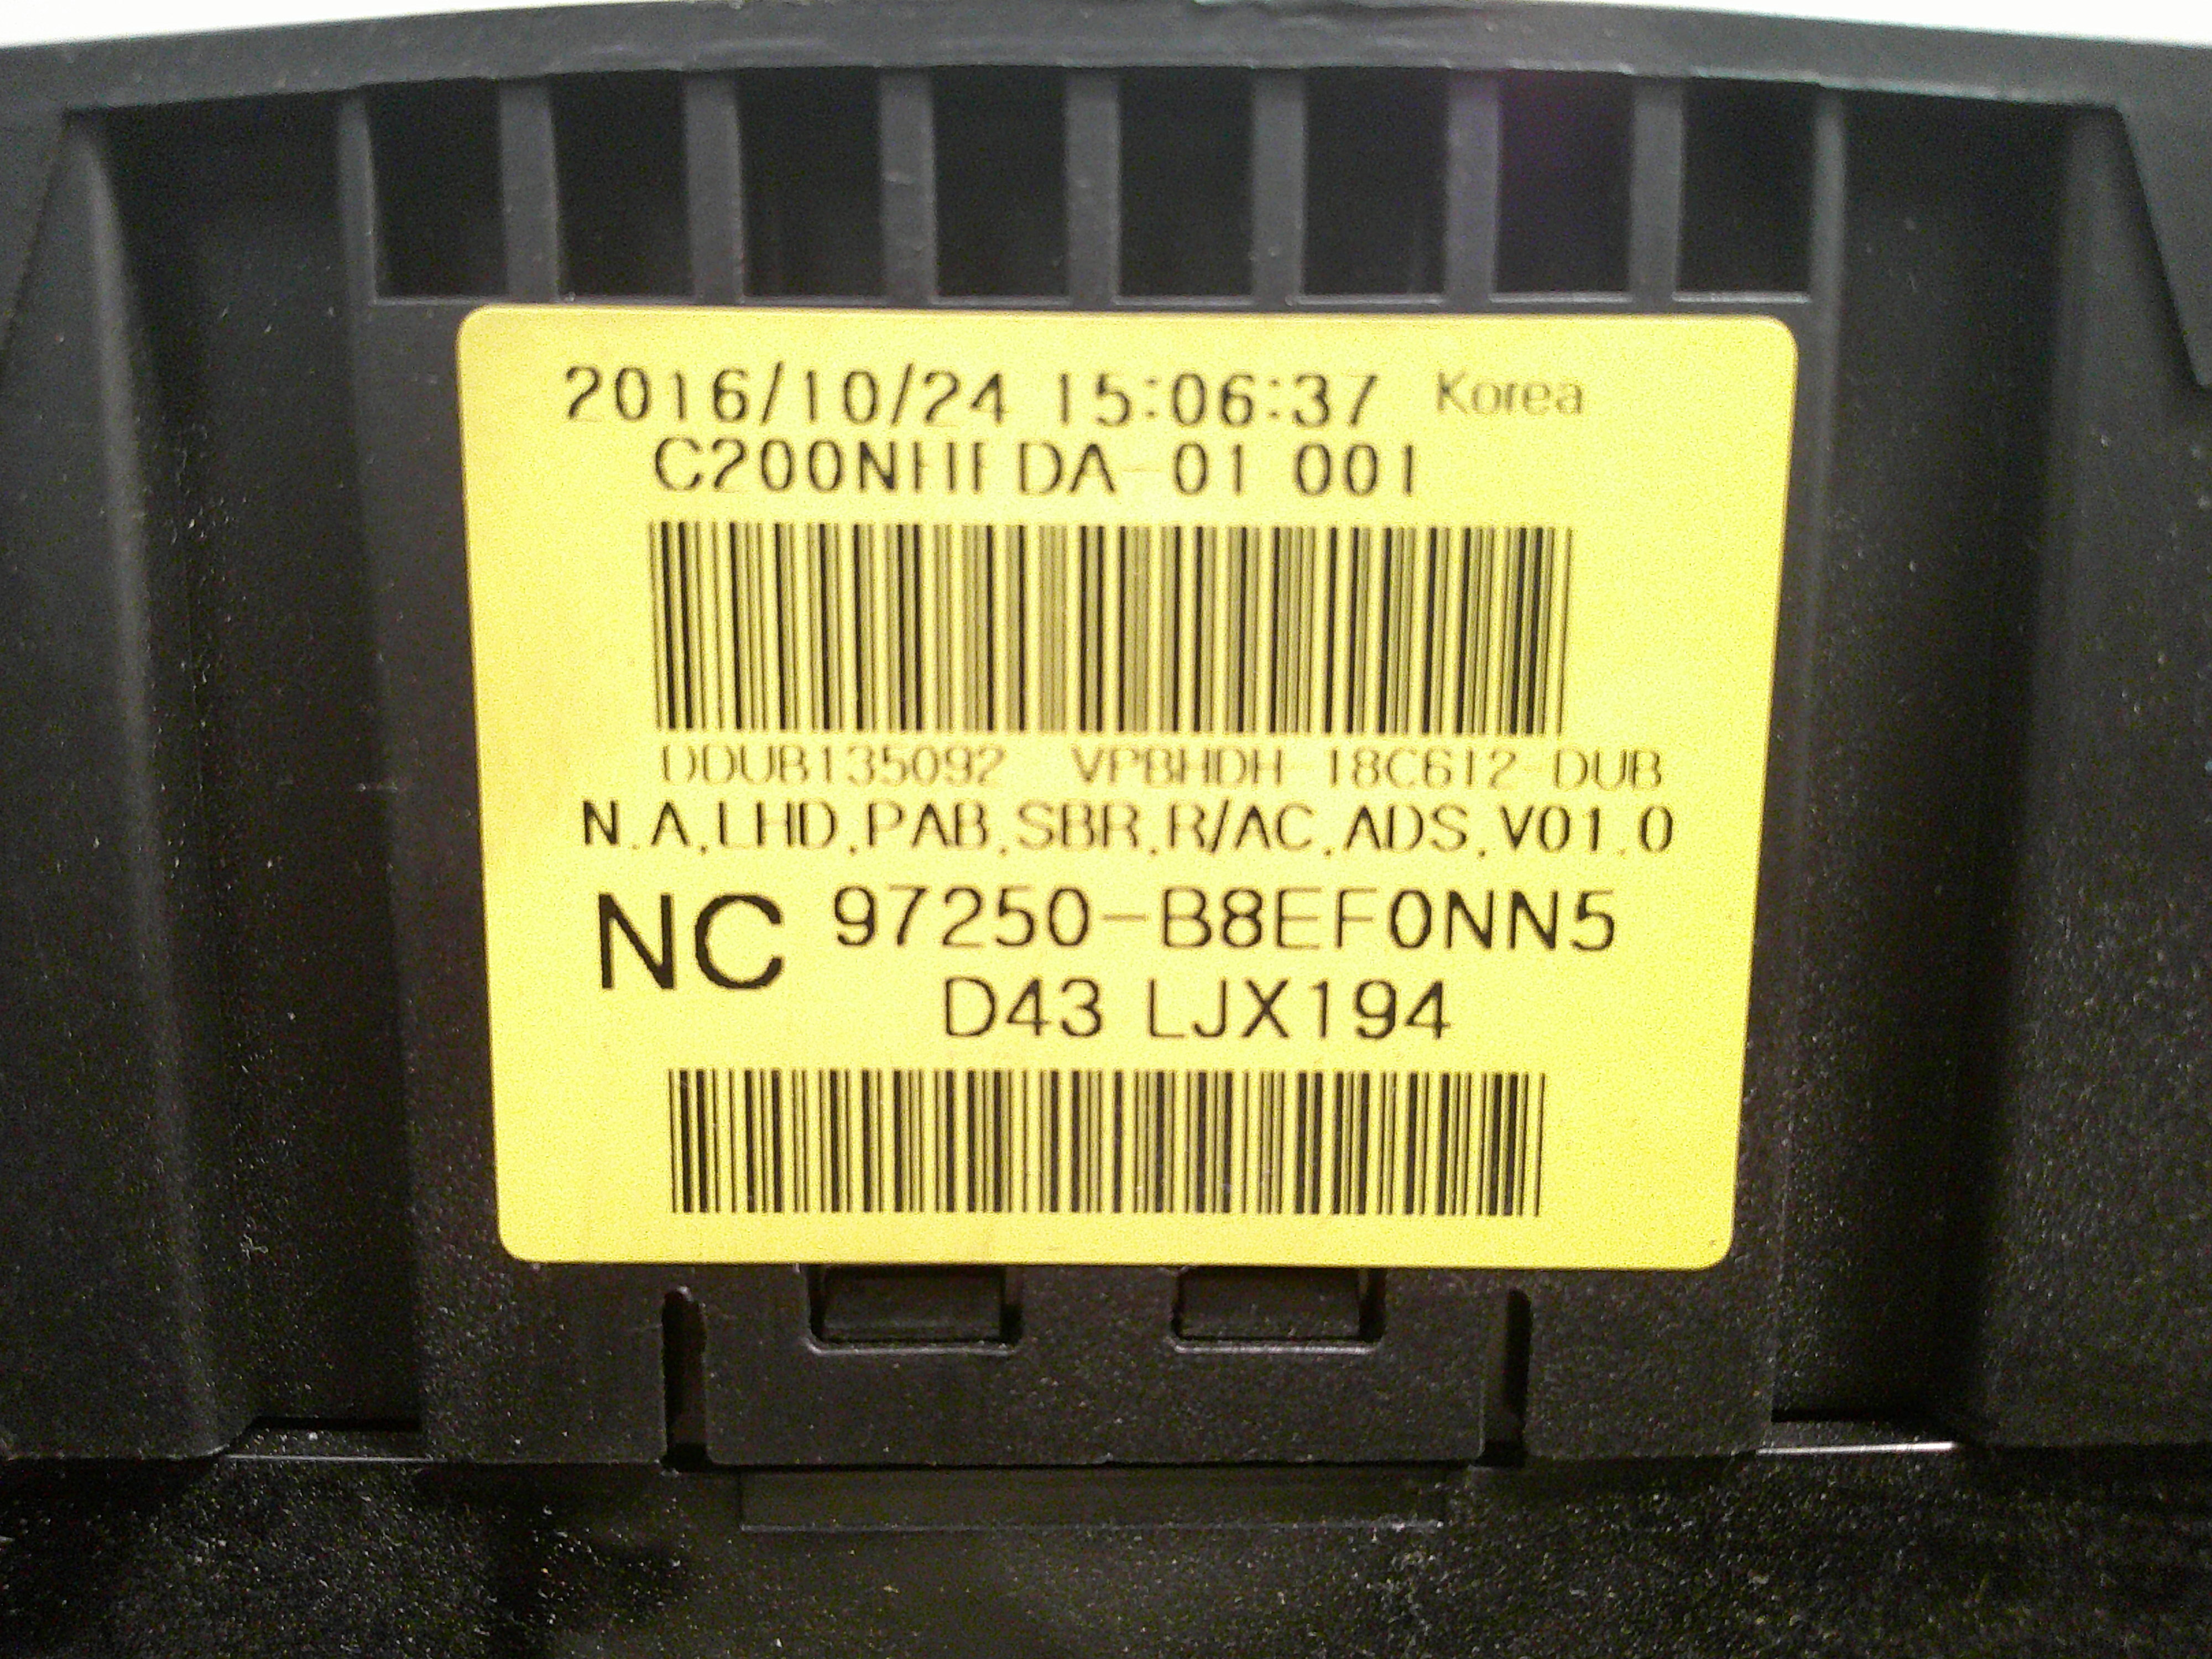 2016/10/24 15:06:37 Korea
01 001
DDUB135092 VPBHDH-18C612-DUB
N.A,LHD,PAB,SBR,R/AC,ADS,V01.0
NC 97250-B8EF0NN5
D43 LJX194